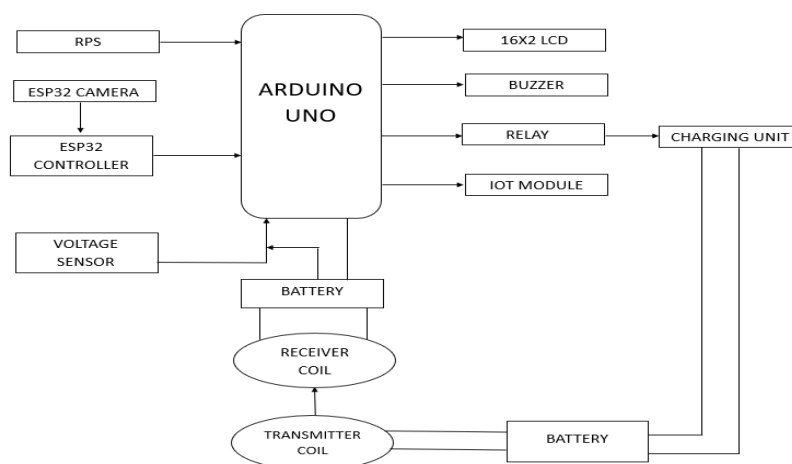 RPS
ESP32 CAMERA
ESP32
CONTROLLER
VOLTAGE
SENSOR
ARDUINO
UNO
16X2 LCD
BUZZER
RELAY
CHARGING UNIT
IOT MODULE
BATTERY
RECEIVER
COIL
TRANSMITTER
COIL
BATTERY